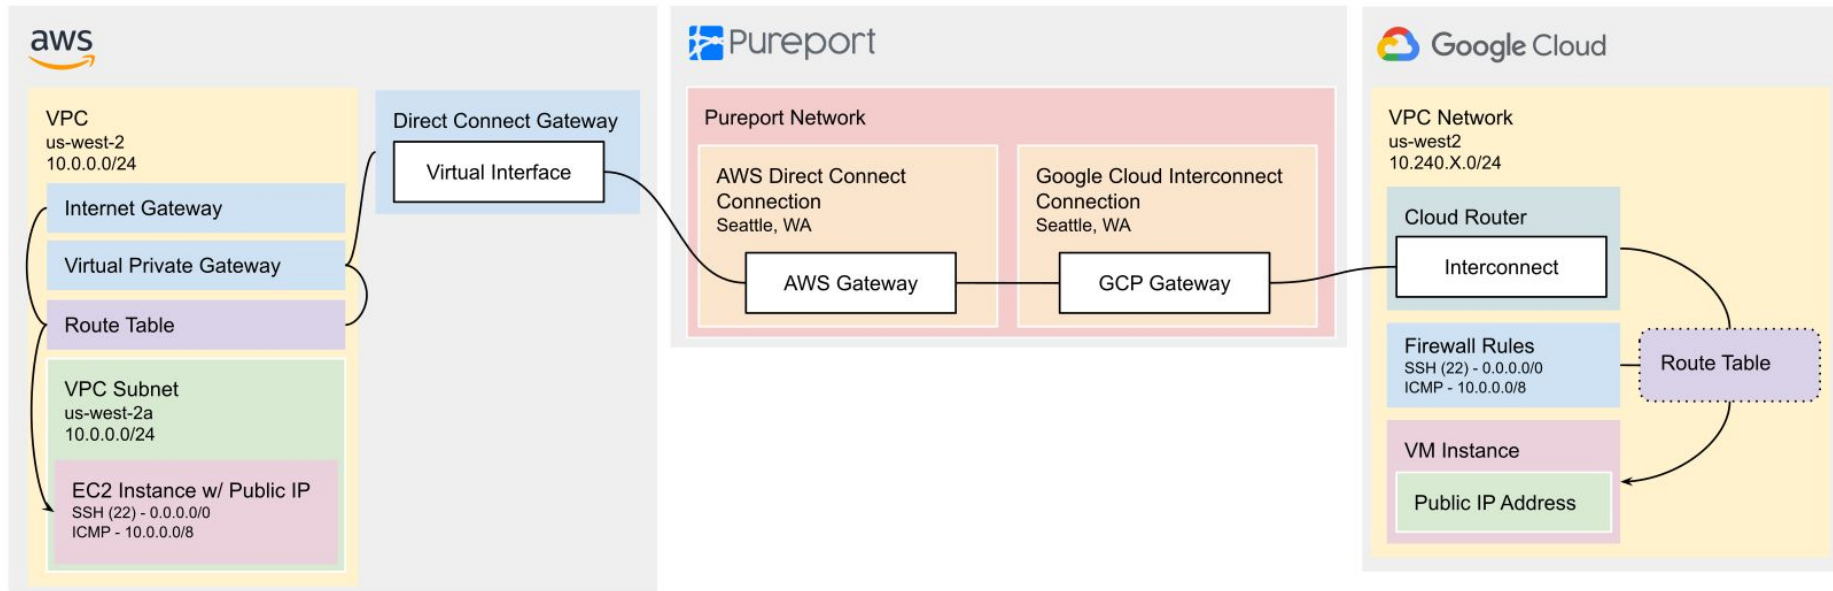 aws
VPC
us-west-2
10.0.0.0/24
Internet Gateway
Virtual Private Gateway
Route Table
VPC Subnet
us-west-2a
10.0.0.0/24
EC2 Instance w/ Public IP
SSH (22) - 0.0.0.0/0
ICMP - 10.0.0.0/8
Direct Connect Gateway
Virtual Interface
Pureport
Pureport Network
AWS Direct Connect
Connection
Seattle, WA
AWS Gateway
Google Cloud Interconnect
Connection
Seattle, WA
GCP Gateway
Google Cloud
VPC Network
us-west2
10.240.X.0/24
Cloud Router
Interconnect
Firewall Rules
SSH (22) - 0.0.0.0/0
ICMP - 10.0.0.0/8
Route Table
VM Instance
Public IP Address